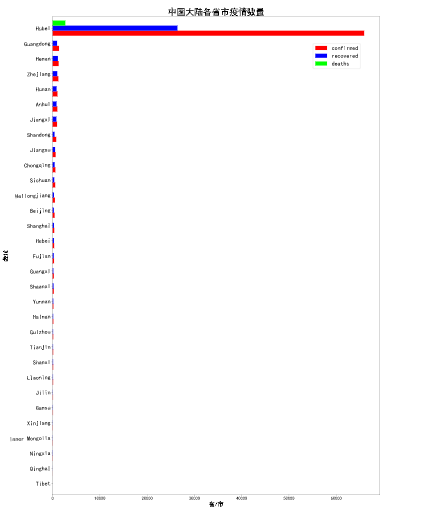 中国大陆各省市疫情数量
Hubei
Guangdong
Henan
Zhejiang
Hunan
Anhui
Jiangxi
Shandong
Jiangsu
Chongqing
Sichuan
Heilongjiang
Beijing
Shanghai
Hebei
Fujian
Guangxi
Shaanxi
Yunnan
Hainan
Guizhou
Tianjin
Shanxi
Liaoning
Jilin
Gansu
Xinjiang
Inner Mongolia
Ningxia
Qinghai
Tibet
confirmed
recovered
deaths
0 10000 20000 30000 40000 50000 60000
省/市